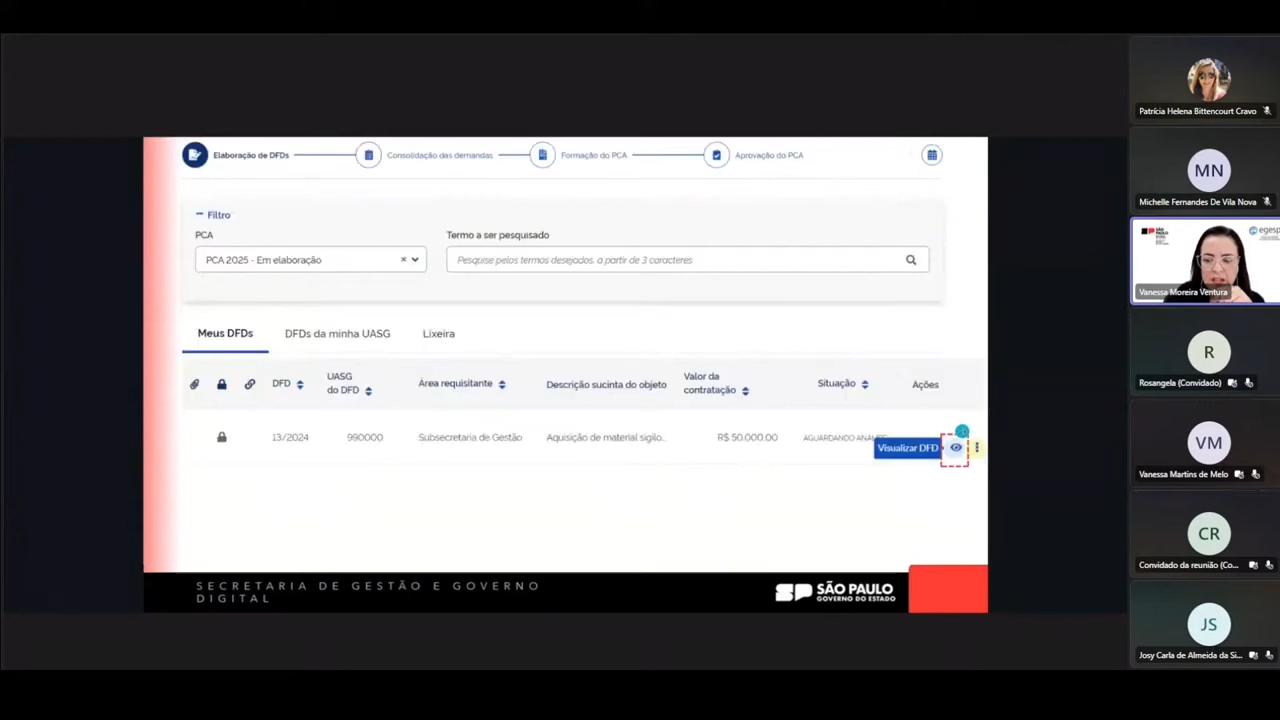 Elaboração de DFDs
Consolidação das demandas
Formação do PCA
Aprovação do PCA
Filtro
PCA
Termo a ser pesquisado
PCA 2025 - Em elaboração
Pesquise pelos termos desejados, a partir de 3 caracteres
Meus DFDs
DFDs da minha UASG
Lixeira
DFD
UASG
do DFD
Área requisitante
Descrição sucinta do objeto
Valor da
contratação
Situação
Ações
13/2024
990000
Subsecretaria de Gestão
Aquisição de material sigilo...
R$ 50.000,00
AGUARDANDO
Visualizar DFD
SECRETARIA DE GESTÃO E GOVERNO
DIGITAL
SÃO PAULO
GOVERNO DO ESTADO
Patrícia Helena Bittencourt Cravo
MN
Michelle Fernandes De Vila Nova
SÃO
PAULO
egesp
Vanessa Moreira Ventura
R
Rosangela (Convidado)
VM
Vanessa Martins de Melo
CR
Convidado da reunião (Co...
JS
Josy Carla de Almeida da Si...